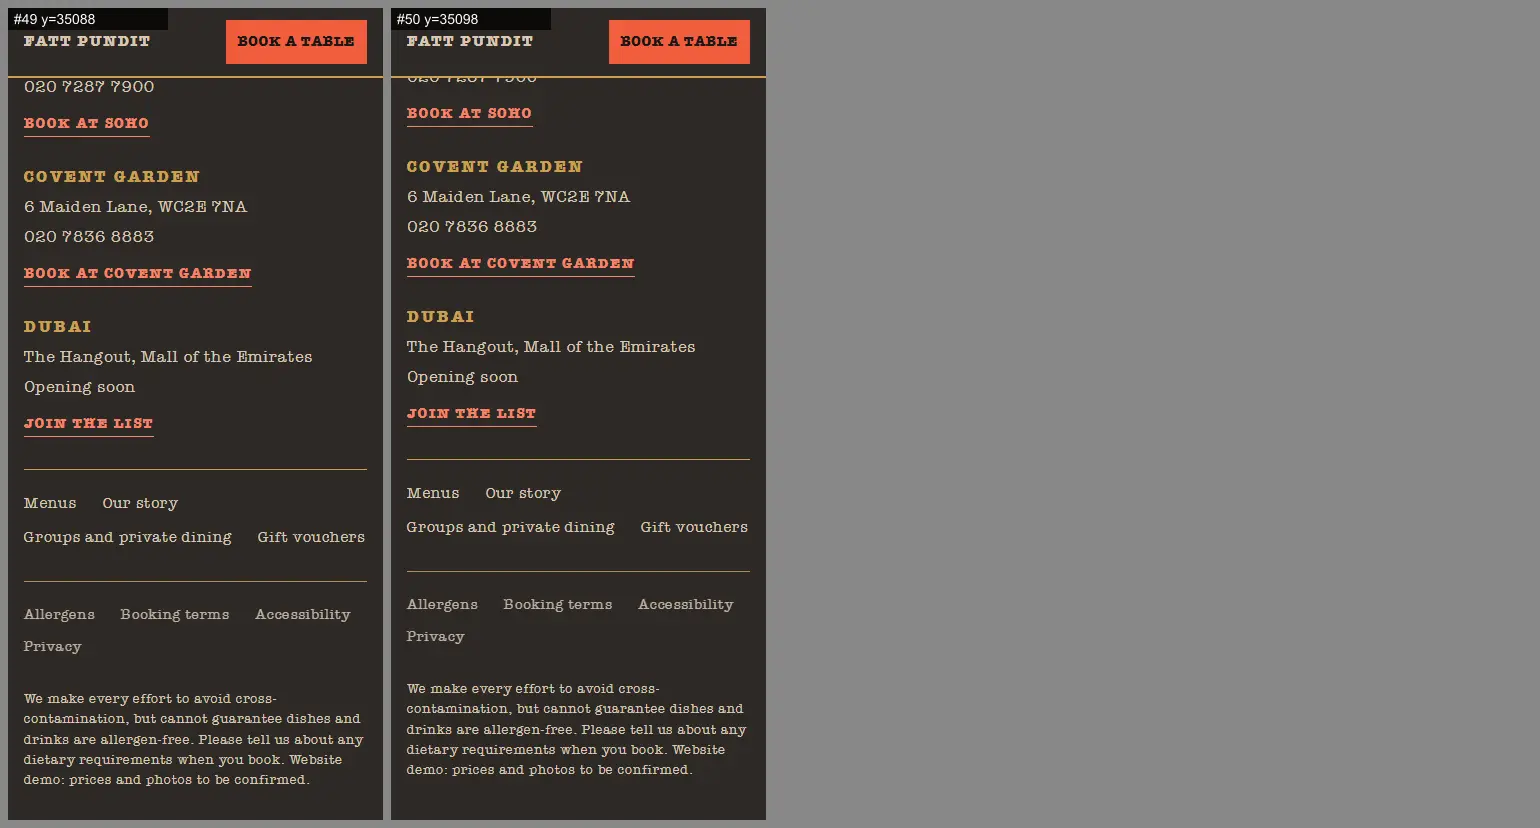 #49 y=35088
FATT PUNDIT
BOOK A TABLE
020 7287 7900
BOOK AT SOHO
COVENT GARDEN
6 Maiden Lane, WC2E 7NA
020 7836 8883
BOOK AT COVENT GARDEN
DUBAI
The Hangout, Mall of the Emirates
Opening soon
JOIN THE LIST
Menus Our story
Groups and private dining Gift vouchers
Allergens Booking terms Accessibility
Privacy
We make every effort to avoid cross-
contamination, but cannot guarantee dishes and
drinks are allergen-free. Please tell us about any
dietary requirements when you book. Website
demo: prices and photos to be confirmed.
#50 y=35098
FATT PUNDIT
BOOK A TABLE
020 7287 7900
BOOK AT SOHO
COVENT GARDEN
6 Maiden Lane, WC2E 7NA
020 7836 8883
BOOK AT COVENT GARDEN
DUBAI
The Hangout, Mall of the Emirates
Opening soon
JOIN THE LIST
Menus Our story
Groups and private dining Gift vouchers
Allergens Booking terms Accessibility
Privacy
We make every effort to avoid cross-
contamination, but cannot guarantee dishes and
drinks are allergen-free. Please tell us about any
dietary requirements when you book. Website
demo: prices and photos to be confirmed.